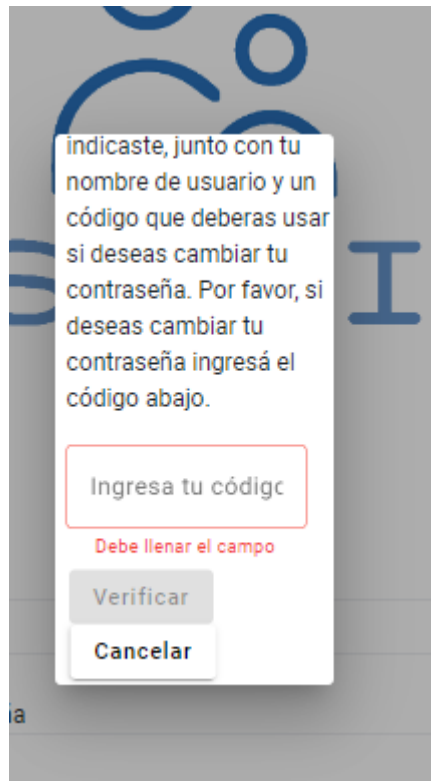 indicaste, junto con tu
nombre de usuario y un
código que deberas usar
si deseas cambiar tu
contraseña. Por favor, si
deseas cambiar tu
contraseña ingresá el
código abajo.
Ingresa tu código
Debe llenar el campo
Verificar
Cancelar